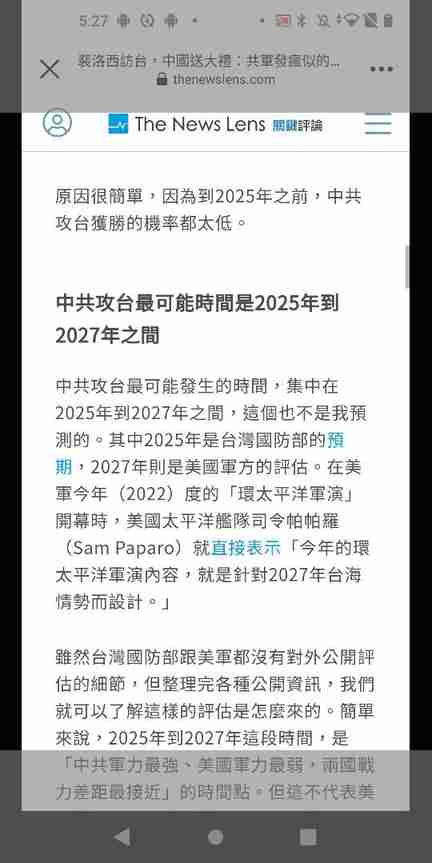 5:27
裴洛西訪台，中國送大禮：共軍發瘋似的...
thenewslens.com
The News Lens 關鍵評論
原因很簡單，因為到2025年之前，中共
攻台獲勝的機率都太低。
中共攻台最可能時間是2025年到
2027年之間
中共攻台最可能發生的時間，集中在
2025年到2027年之間，這個也不是我預
測的。其中2025年是台灣國防部的預
期，2027年則是美國軍方的評估。在美
軍今年（2022）度的「環太平洋軍演」
開幕時，美國太平洋艦隊司令帕帕羅
（Sam Paparo）就直接表示「今年的環
太平洋軍演內容，就是針對2027年台海
情勢而設計。」
雖然台灣國防部跟美軍都沒有對外公開評
估的細節，但整理完各種公開資訊，我們
就可以了解這樣的評估是怎麼來的。簡單
來說，2025年到2027年這段時間，是
「中共軍力最強、美國軍力最弱，兩國戰
力差距最接近」的時間點。但這不代表美